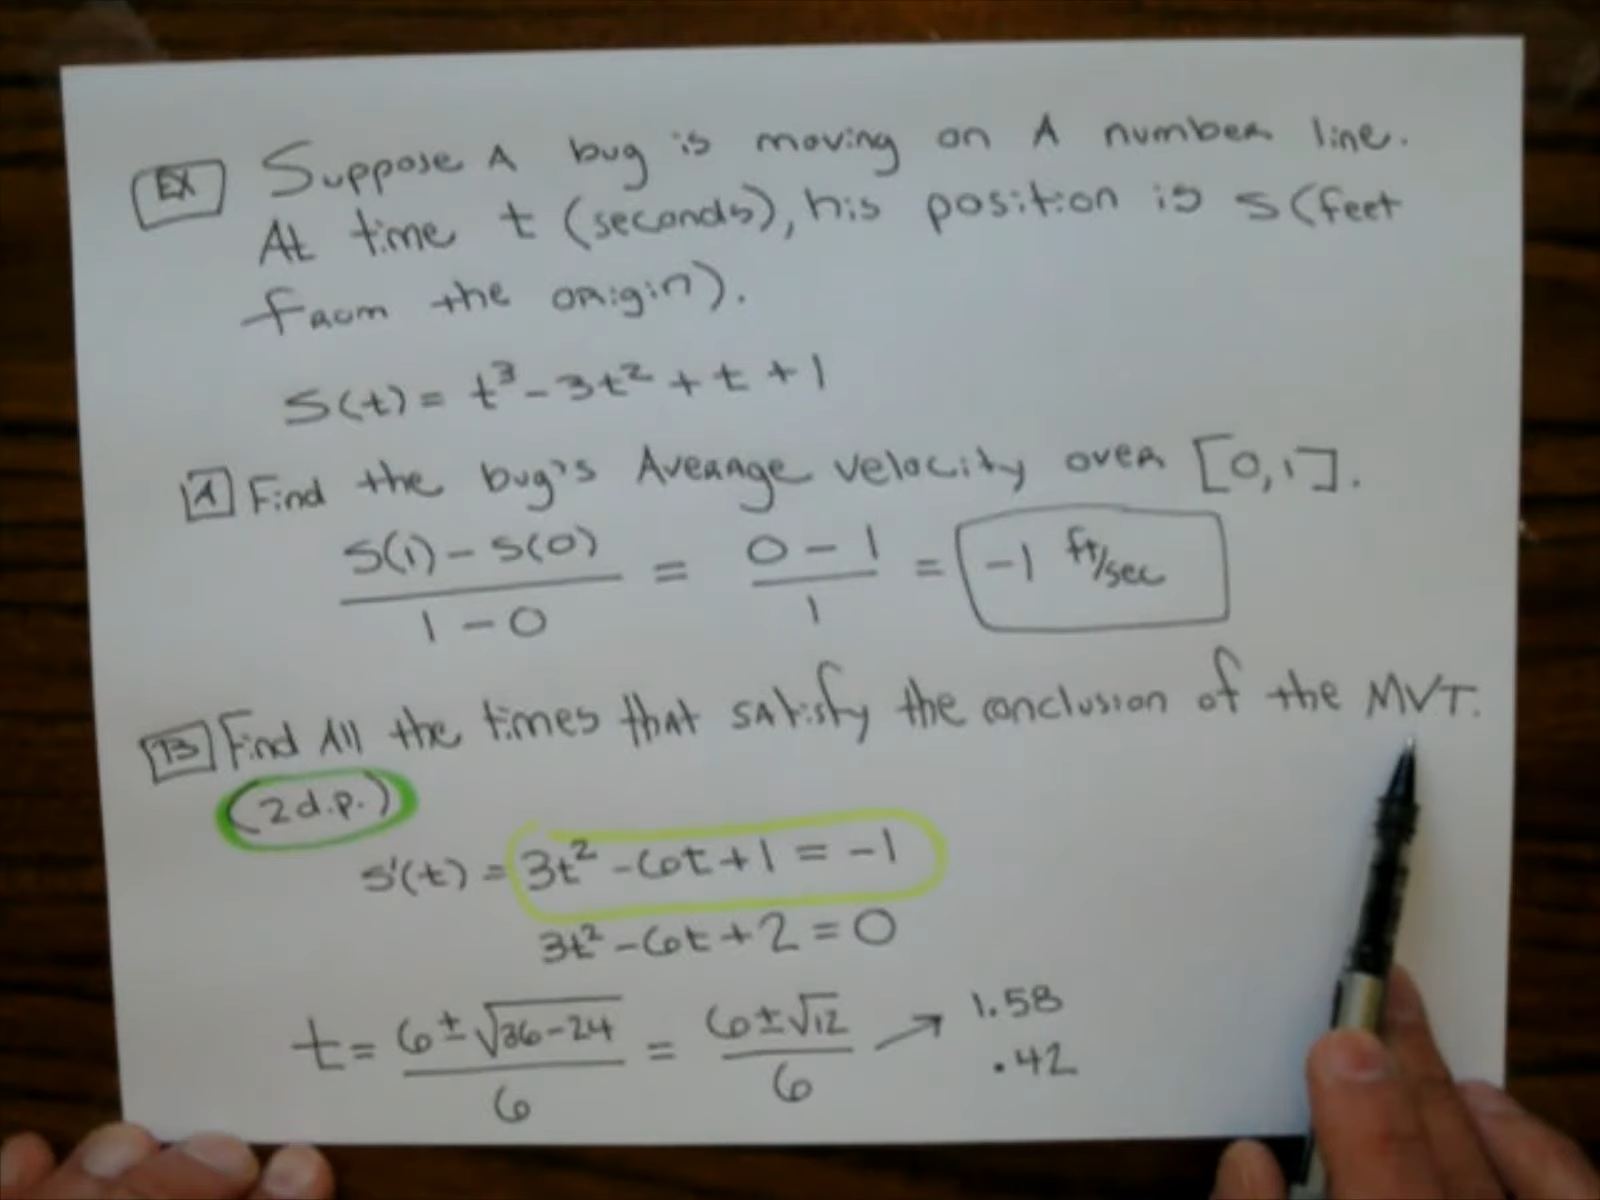 EX Suppose A bug is moving on A number line.
At time t (seconds), his position is s (feet
from the origin).
S(t) = t³ - 3t² + t + 1
A Find the bug's Average velocity over [0,1].
S(1) - S(0) / 1 - 0 = 0 - 1 / 1 = -1 ft/sec
B Find All the times that satisfy the conclusion of the MVT.
(2 d.p.)
s'(t) = 3t² - 6t + 1 = -1
3t² - 6t + 2 = 0
t = 6 ± √36-24 / 6 = 6 ± √12 / 6 → 1.58
.42